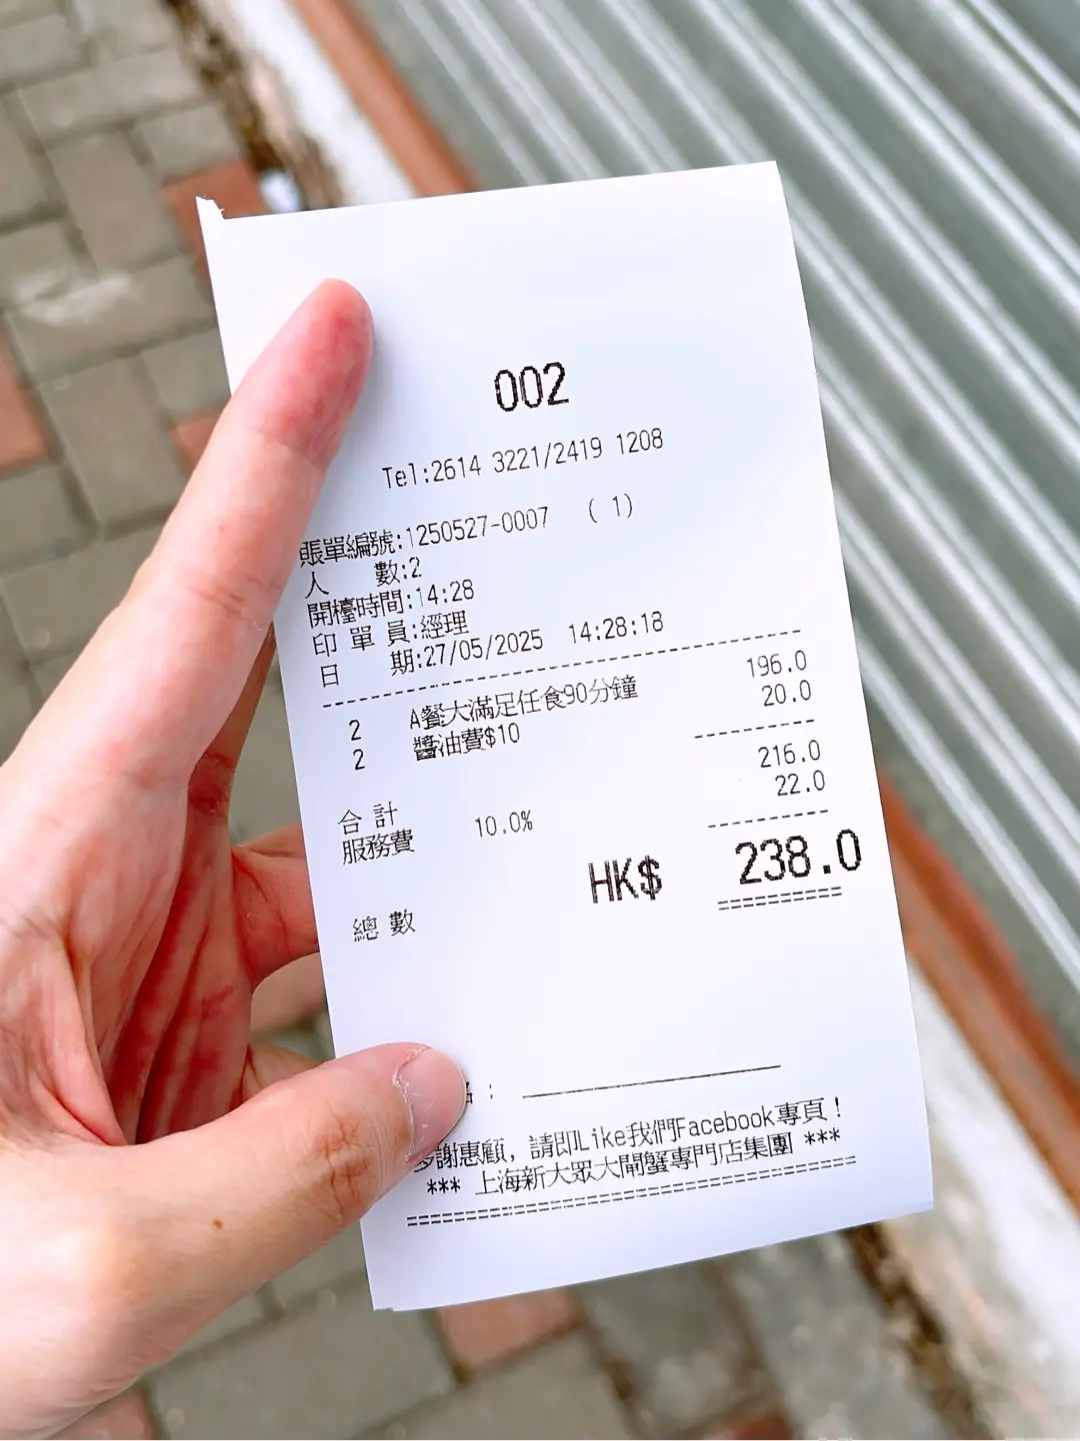 002
Tel:2614 3221/2419 1208
賬單編號:1250527-0007 ( 1)
人 數:2
開檯時間:14:28
印單員:經理
日 期:27/05/2025 14:28:18
2 A餐大滿足任食90分鐘 196.0
2 醬油費$10 20.0
合計 216.0
服務費 10.0% 22.0
總數 HK$ 238.0
:
謝惠顧, 請即Like我們Facebook專頁!
*** 上海新大眾大閘蟹專門店集團 ***